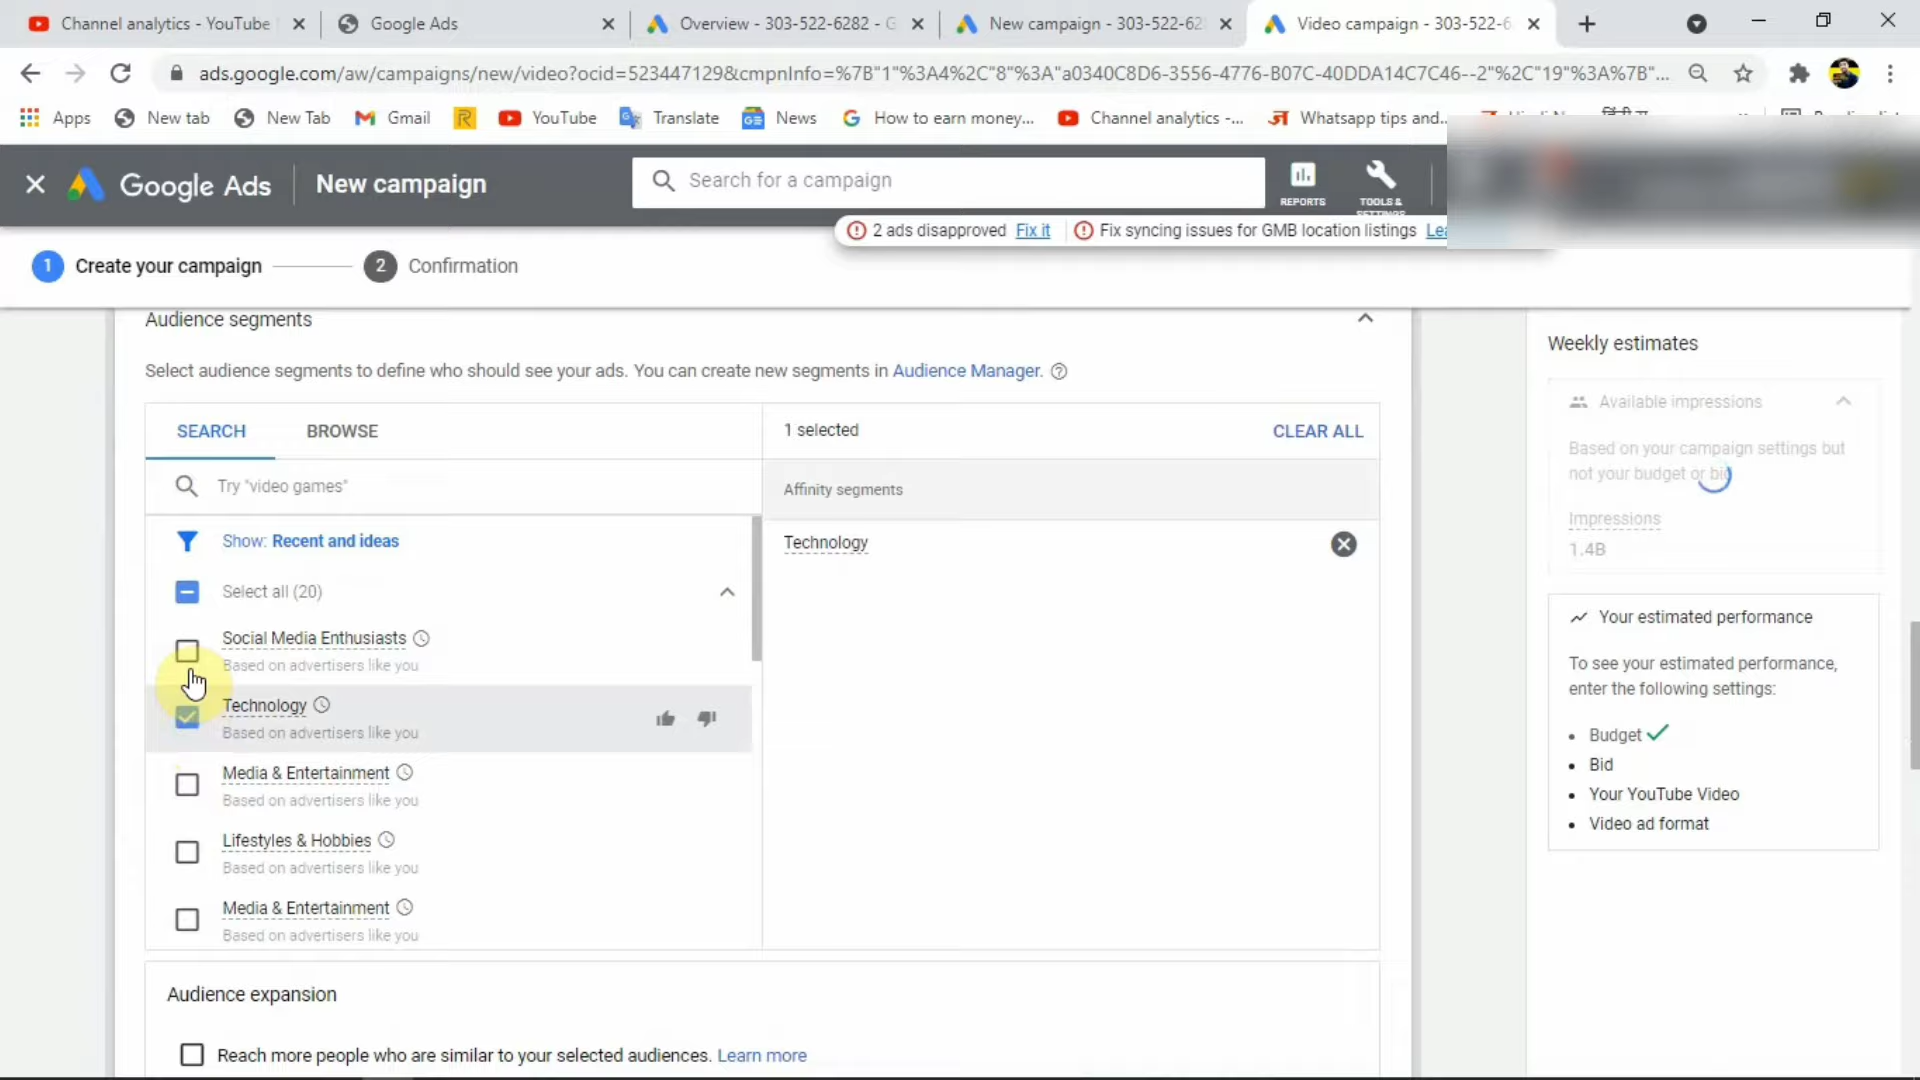 Channel analytics - YouTube
Google Ads
Overview - 303-522-6282 - G
New campaign - 303-522-62
Video campaign - 303-522-6
ads.google.com/aw/campaigns/new/video?ocid=523447129&cmpnInfo=%7B"1"%3A4%2C"8"%3A"a0340C8D6-3556-4776-B07C-40DDA14C7C46--2"%2C"19"%3A%7B"...
Apps
New tab
New Tab
Gmail
YouTube
Translate
News
How to earn money...
Channel analytics -...
Whatsapp tips and...
Google Ads
New campaign
Search for a campaign
REPORTS
TOOLS &
SETTINGS
2 ads disapproved Fix it
Fix syncing issues for GMB location listings Lea
1 Create your campaign
2 Confirmation
Audience segments
Select audience segments to define who should see your ads. You can create new segments in Audience Manager.
SEARCH
BROWSE
1 selected
CLEAR ALL
Try "video games"
Affinity segments
Show: Recent and ideas
Technology
Select all (20)
Social Media Enthusiasts
Based on advertisers like you
Technology
Based on advertisers like you
Media & Entertainment
Based on advertisers like you
Lifestyles & Hobbies
Based on advertisers like you
Media & Entertainment
Based on advertisers like you
Audience expansion
Reach more people who are similar to your selected audiences. Learn more
Weekly estimates
Available impressions
Based on your campaign settings but
not your budget or bid
Impressions
1.4B
Your estimated performance
To see your estimated performance,
enter the following settings:
Budget
Bid
Your YouTube Video
Video ad format